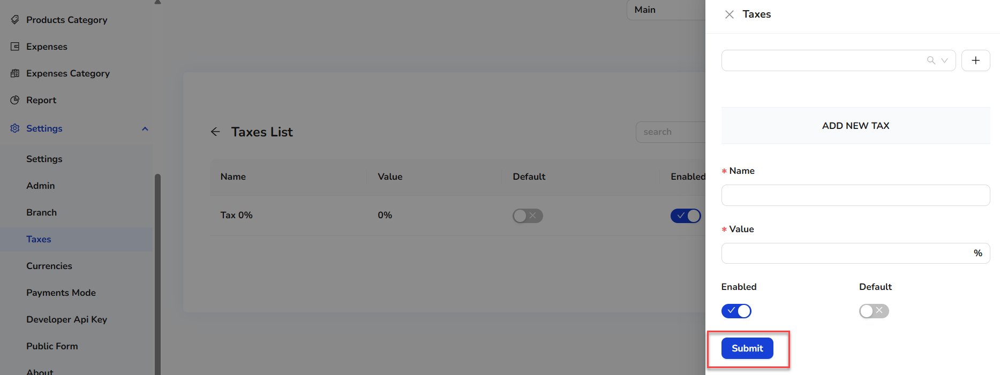 Products Category
Expenses
Expenses Category
Report
Settings
Settings
Admin
Branch
Taxes
Currencies
Payments Mode
Developer Api Key
Public Form
About
Main
Taxes List
search
Name Value Default Enabled
Tax 0% 0%
Taxes
ADD NEW TAX
* Name
* Value
%
Enabled Default
Submit